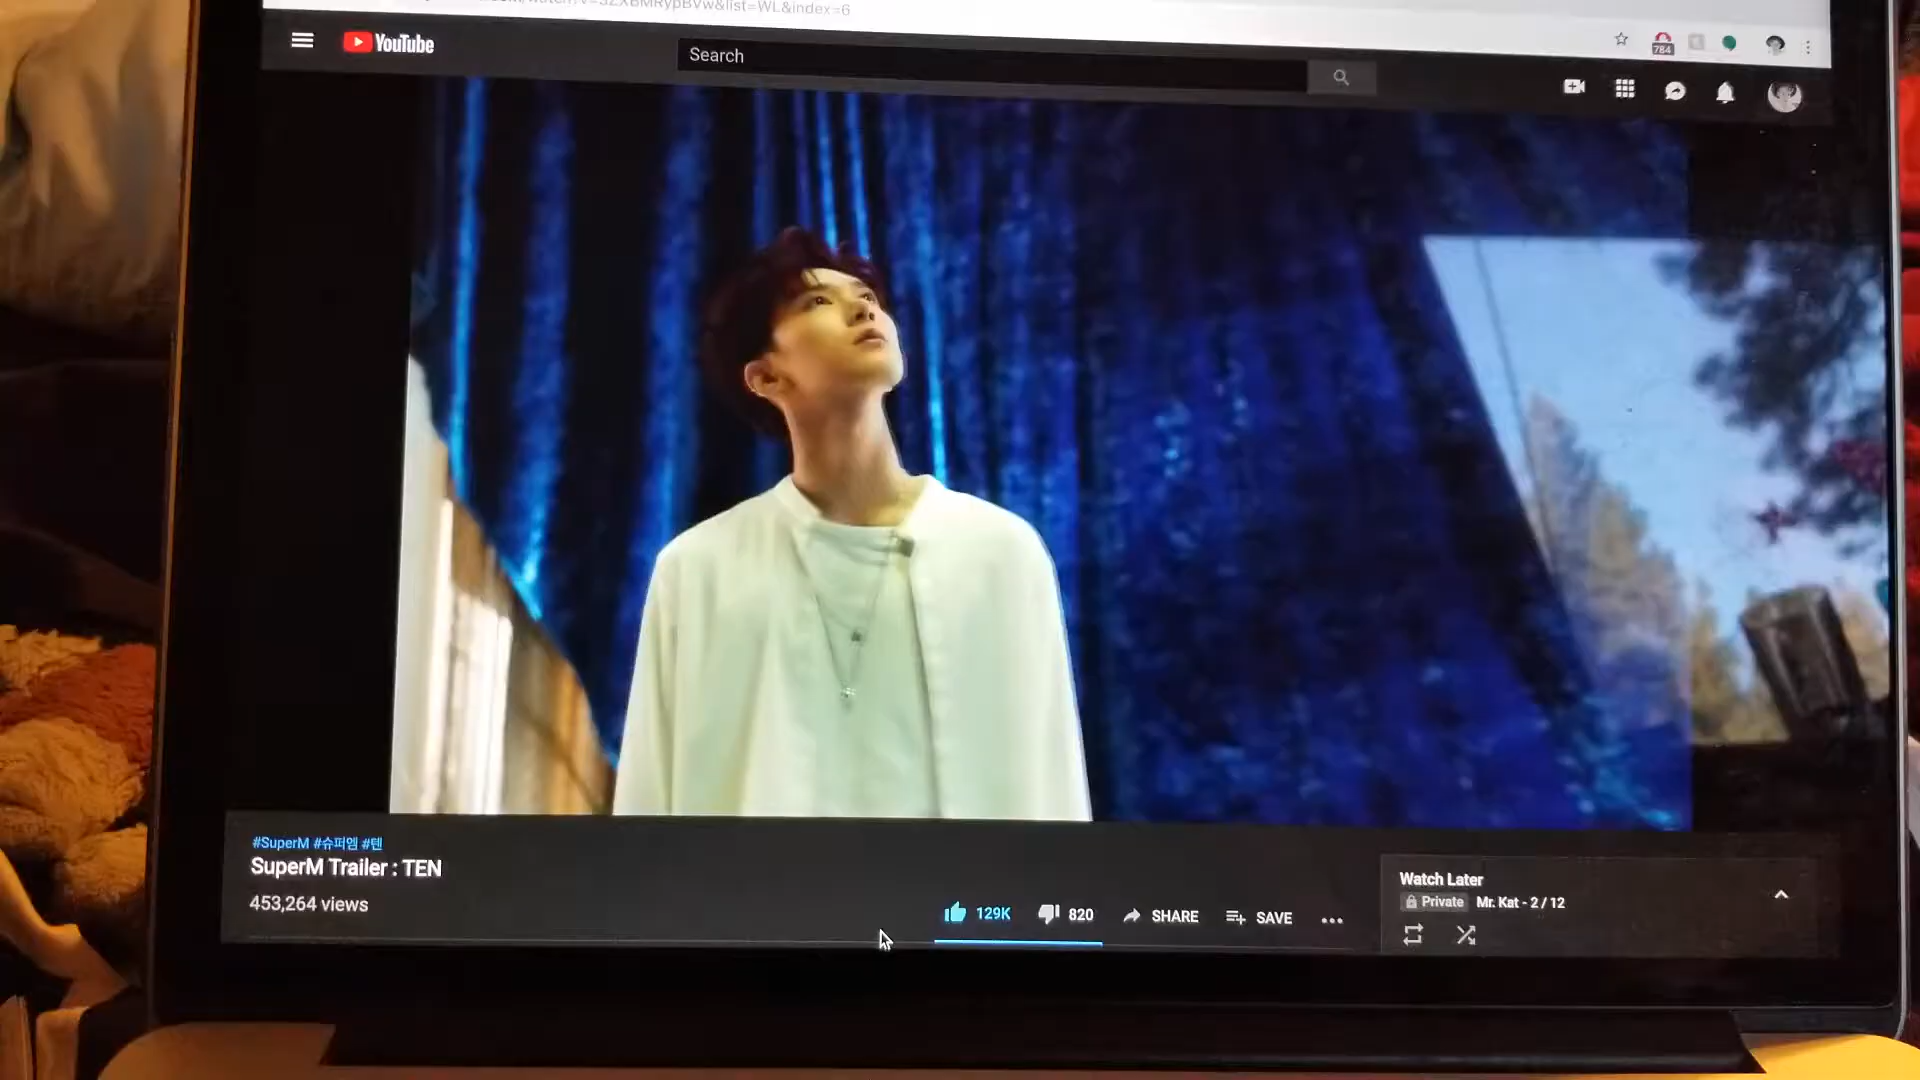 YouTube
Search
784
#SuperM #슈퍼엠 #텐
SuperM Trailer : TEN
453,264 views
129K
820
SHARE
SAVE
Watch Later
Private Mr. Kat - 2 / 12